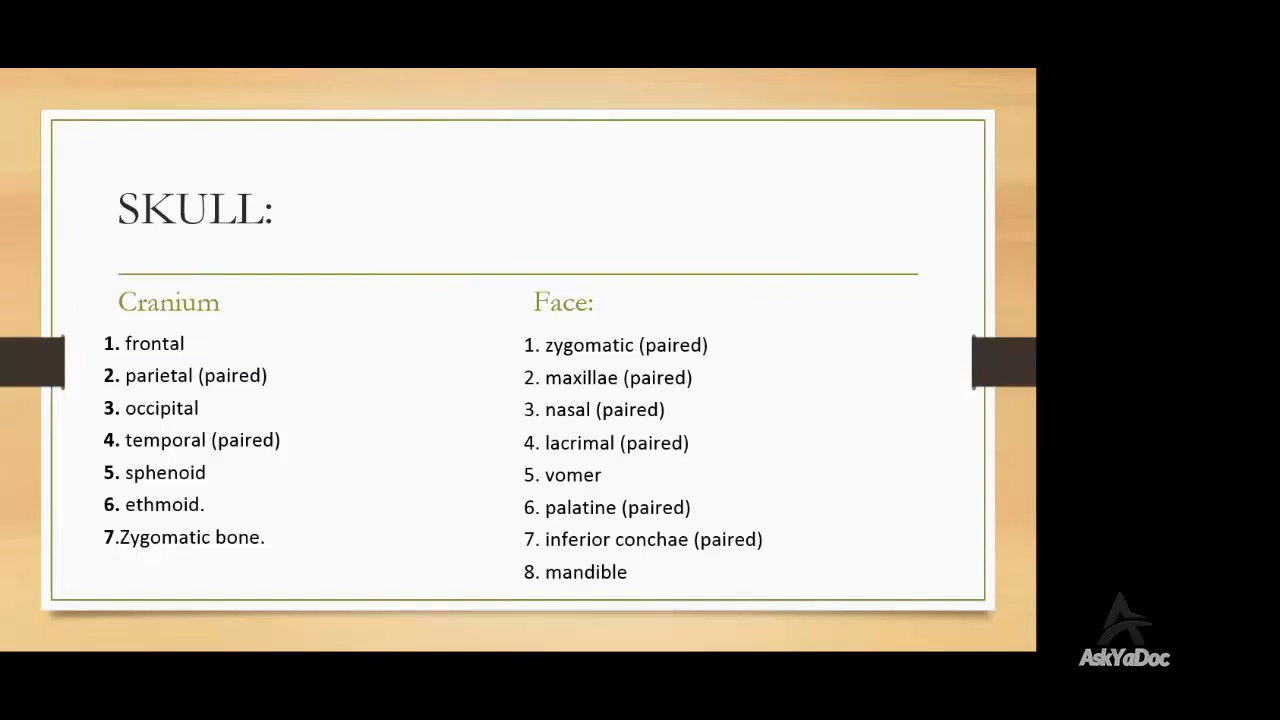 SKULL:
Cranium
1. frontal
2. parietal (paired)
3. occipital
4. temporal (paired)
5. sphenoid
6. ethmoid.
7.Zygomatic bone.
Face:
1. zygomatic (paired)
2. maxillae (paired)
3. nasal (paired)
4. lacrimal (paired)
5. vomer
6. palatine (paired)
7. inferior conchae (paired)
8. mandible
AskYaDoc